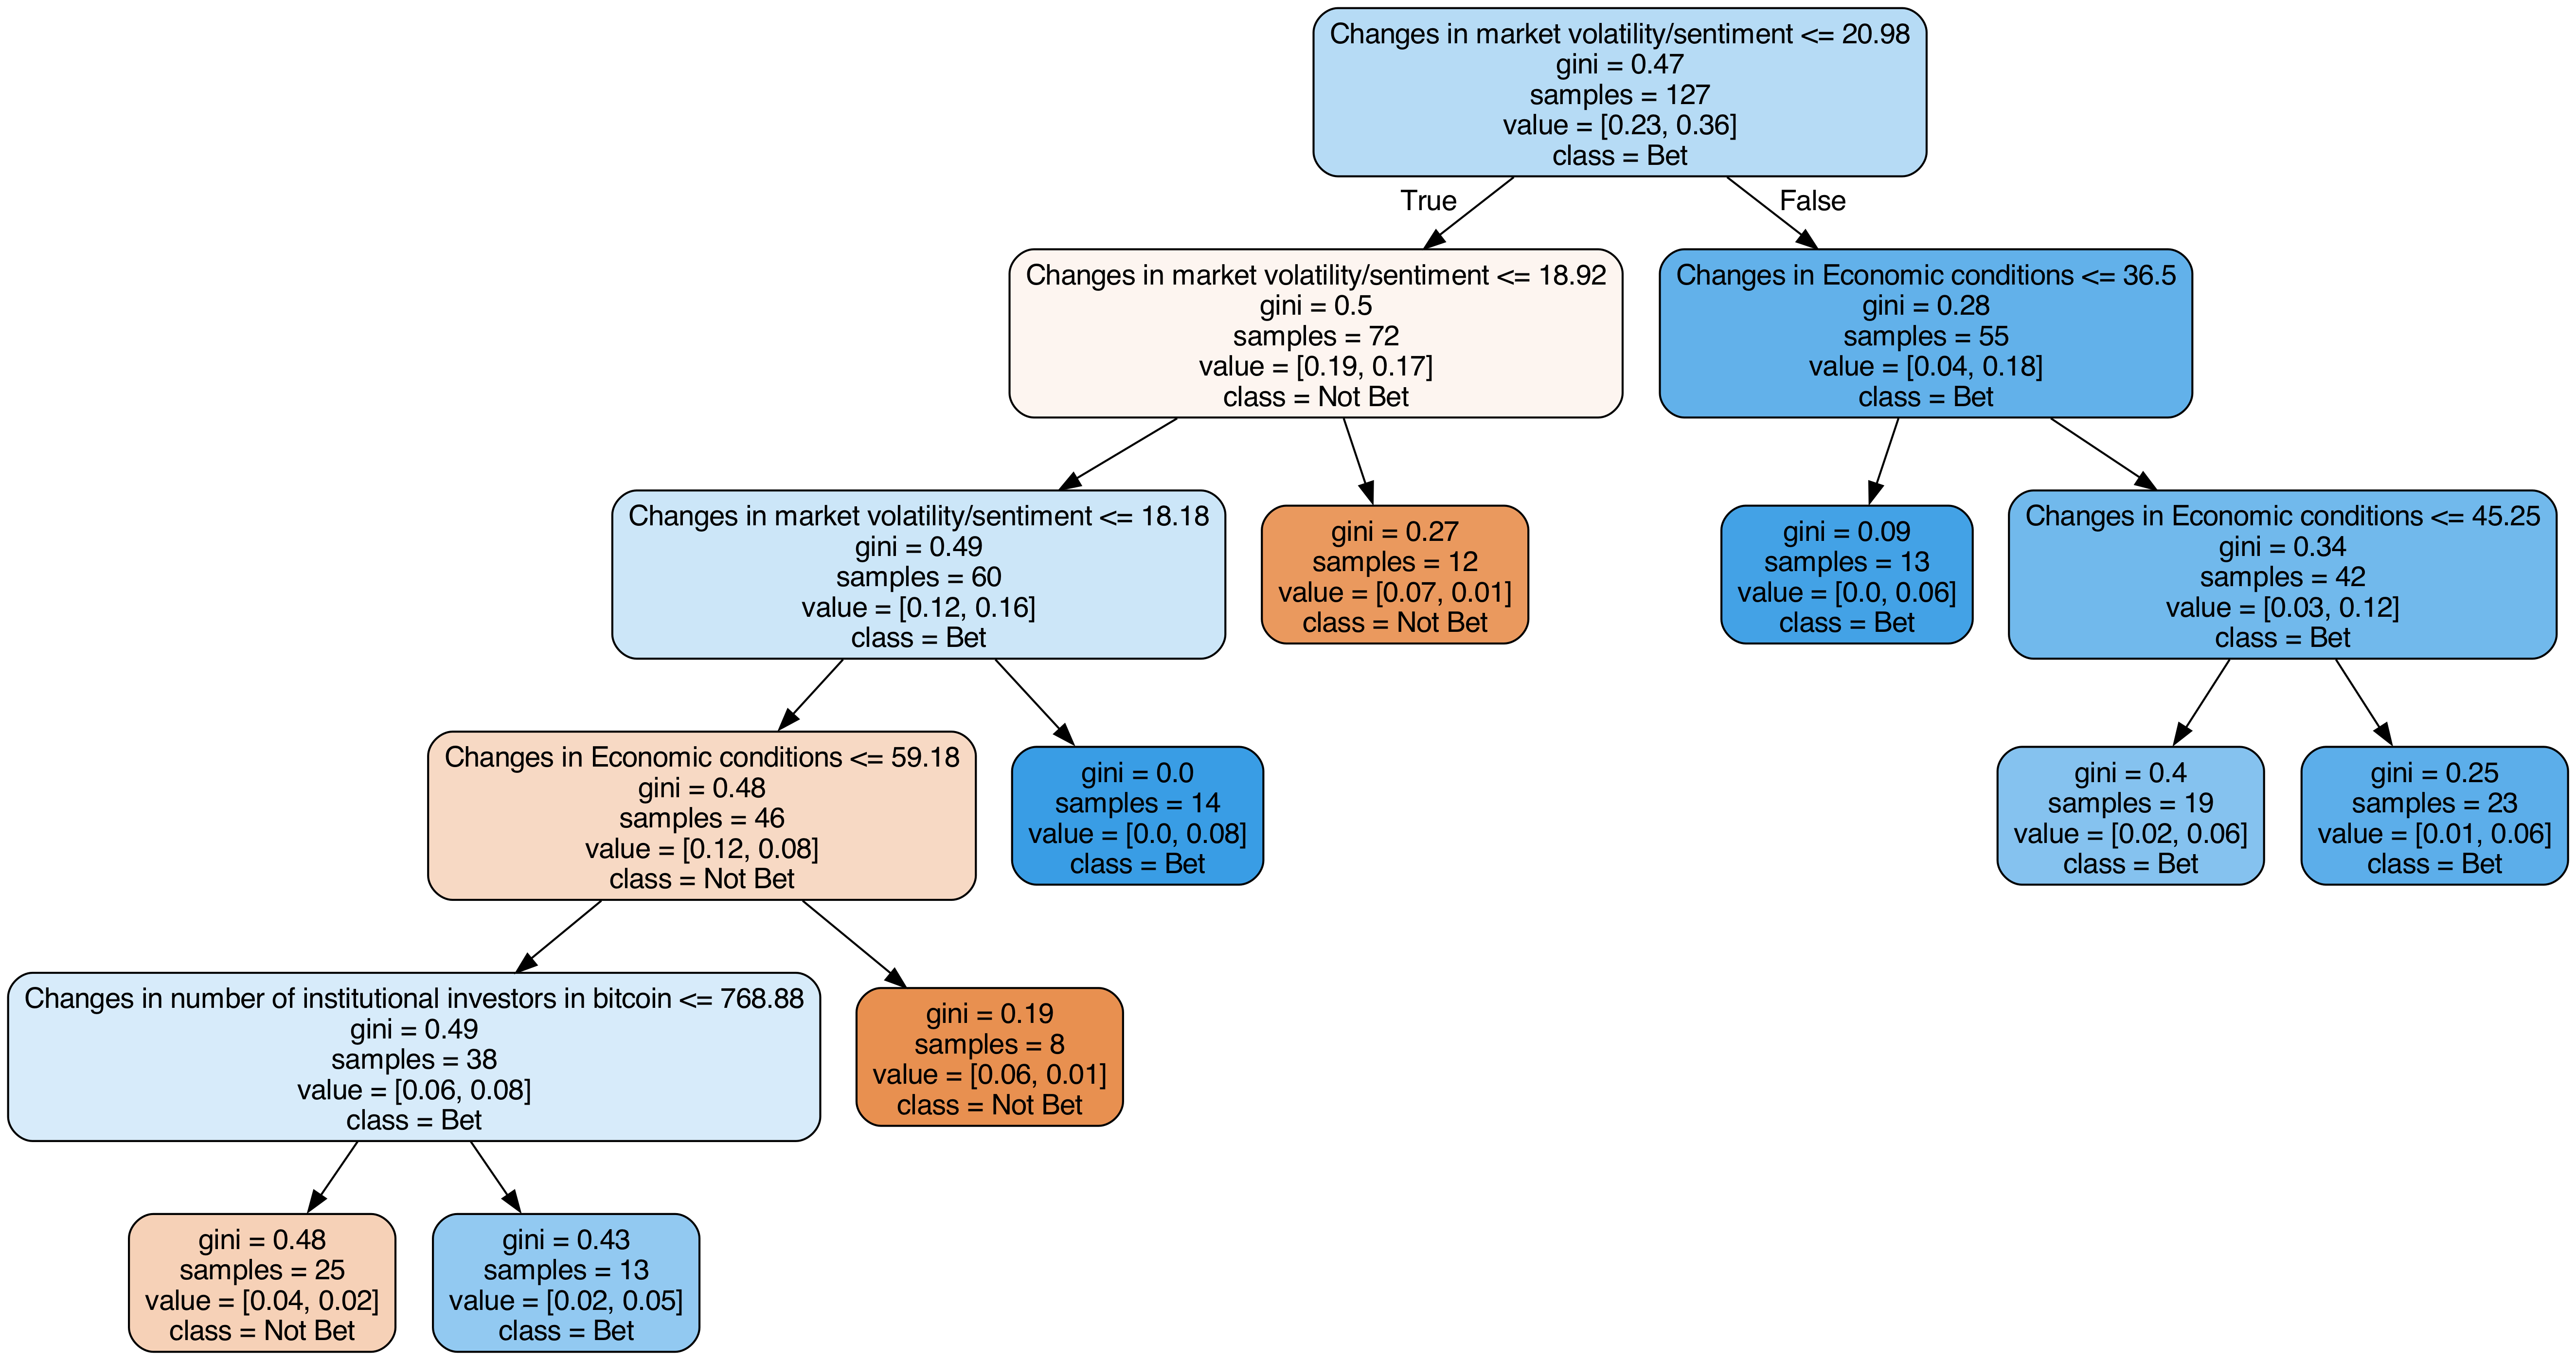 Changes in market volatility/sentiment <= 20.98
gini = 0.47
samples = 127
value = [0.23, 0.36]
class = Bet
True
False
Changes in market volatility/sentiment <= 18.92
gini = 0.5
samples = 72
value = [0.19, 0.17]
class = Not Bet
Changes in Economic conditions <= 36.5
gini = 0.28
samples = 55
value = [0.04, 0.18]
class = Bet
Changes in market volatility/sentiment <= 18.18
gini = 0.49
samples = 60
value = [0.12, 0.16]
class = Bet
gini = 0.27
samples = 12
value = [0.07, 0.01]
class = Not Bet
gini = 0.09
samples = 13
value = [0.0, 0.06]
class = Bet
Changes in Economic conditions <= 45.25
gini = 0.34
samples = 42
value = [0.03, 0.12]
class = Bet
Changes in Economic conditions <= 59.18
gini = 0.48
samples = 46
value = [0.12, 0.08]
class = Not Bet
gini = 0.0
samples = 14
value = [0.0, 0.08]
class = Bet
gini = 0.4
samples = 19
value = [0.02, 0.06]
class = Bet
gini = 0.25
samples = 23
value = [0.01, 0.06]
class = Bet
Changes in number of institutional investors in bitcoin <= 768.88
gini = 0.49
samples = 38
value = [0.06, 0.08]
class = Bet
gini = 0.19
samples = 8
value = [0.06, 0.01]
class = Not Bet
gini = 0.48
samples = 25
value = [0.04, 0.02]
class = Not Bet
gini = 0.43
samples = 13
value = [0.02, 0.05]
class = Bet